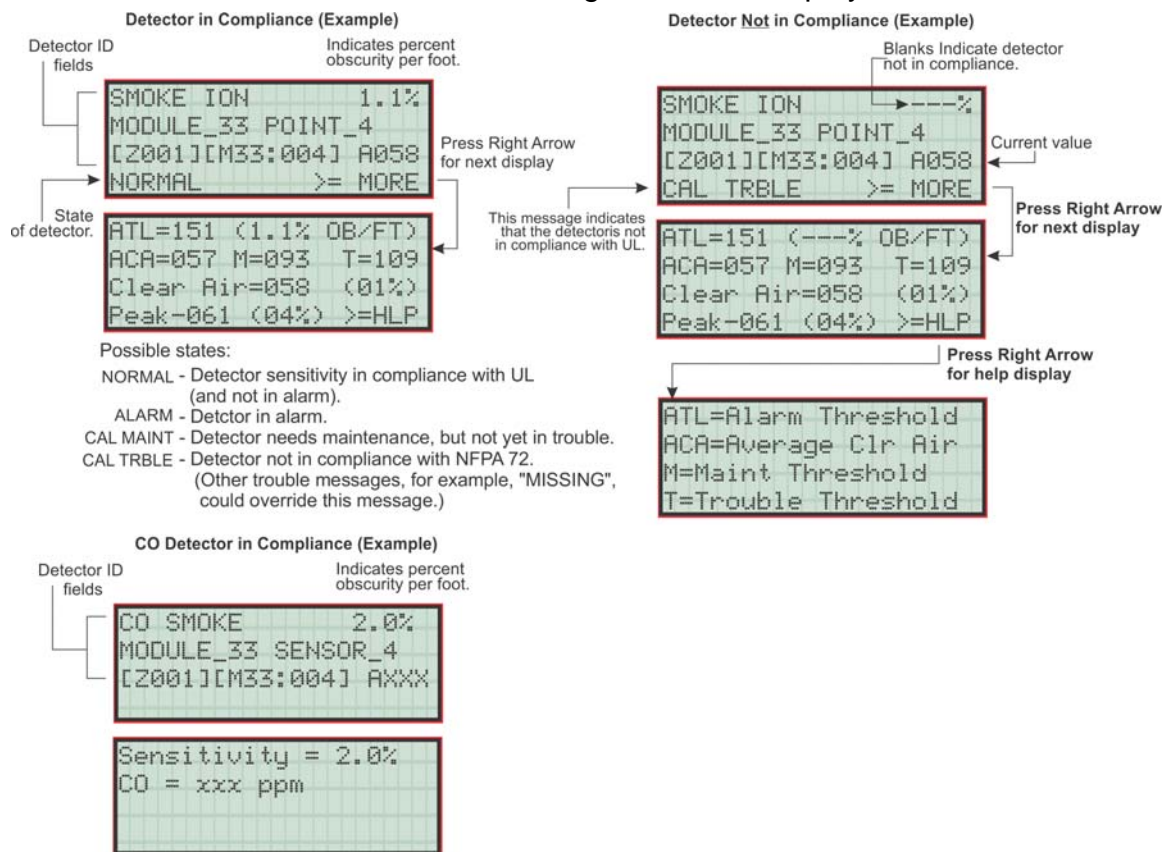 Detector in Compliance (Example)
Detector ID
fields
Indicates percent
obscurity per foot.
SMOKE ION 1.1%
MODULE_33 POINT_4
[Z001][M33:004] A058
NORMAL >= MORE
State
of detector.
Press Right Arrow
for next display
ATL=151 (1.1% OB/FT)
ACA=057 M=093 T=109
Clear Air=058 (01%)
Peak-061 (04%) >=HLP
Possible states:
NORMAL - Detector sensitivity in compliance with UL
(and not in alarm).
ALARM - Detctor in alarm.
CAL MAINT - Detector needs maintenance, but not yet in trouble.
CAL TRBLE - Detector not in compliance with NFPA 72.
(Other trouble messages, for example, "MISSING",
could override this message.)
Detector Not in Compliance (Example)
Blanks Indicate detector
not in compliance.
SMOKE ION ---%
MODULE_33 POINT_4
[Z001][M33:004] A058
CAL TRBLE >= MORE
Current value
This message indicates
that the detectoris not
in compliance with UL.
Press Right Arrow
for next display
ATL=151 (---% OB/FT)
ACA=057 M=093 T=109
Clear Air=058 (01%)
Peak-061 (04%) >=HLP
Press Right Arrow
for help display
ATL=Alarm Threshold
ACA=Average Clr Air
M=Maint Threshold
T=Trouble Threshold
CO Detector in Compliance (Example)
Detector ID
fields
Indicates percent
obscurity per foot.
CO SMOKE 2.0%
MODULE_33 SENSOR_4
[Z001][M33:004] AXXX
Sensitivity = 2.0%
CO = xxx ppm